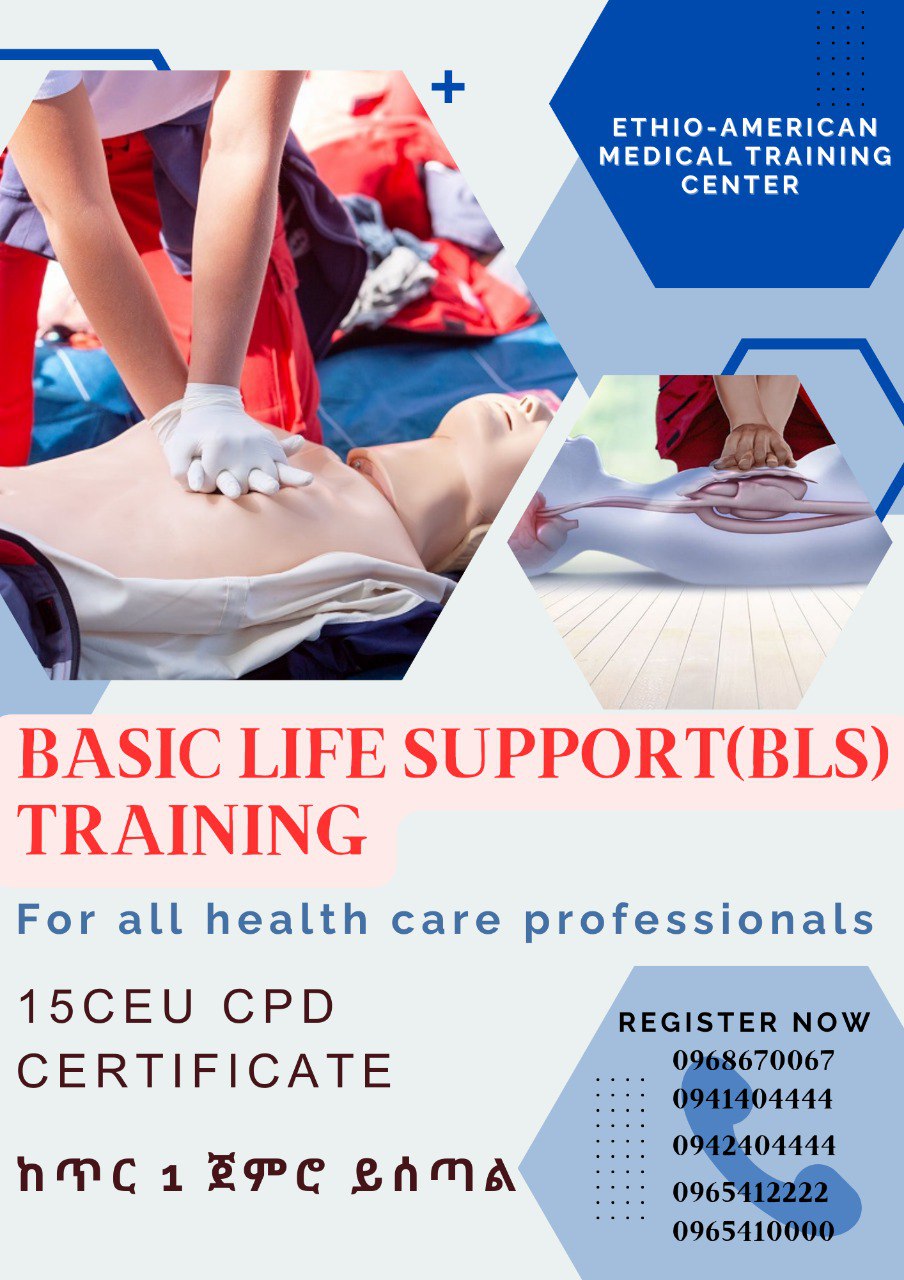 ETHIO-AMERICAN
MEDICAL TRAINING
CENTER
BASIC LIFE SUPPORT(BLS)
TRAINING
For all health care professionals
15CEU CPD
CERTIFICATE
ከጥር 1 ጀምሮ ይሰጣል
REGISTER NOW
0968670067
0941404444
0942404444
0965412222
0965410000